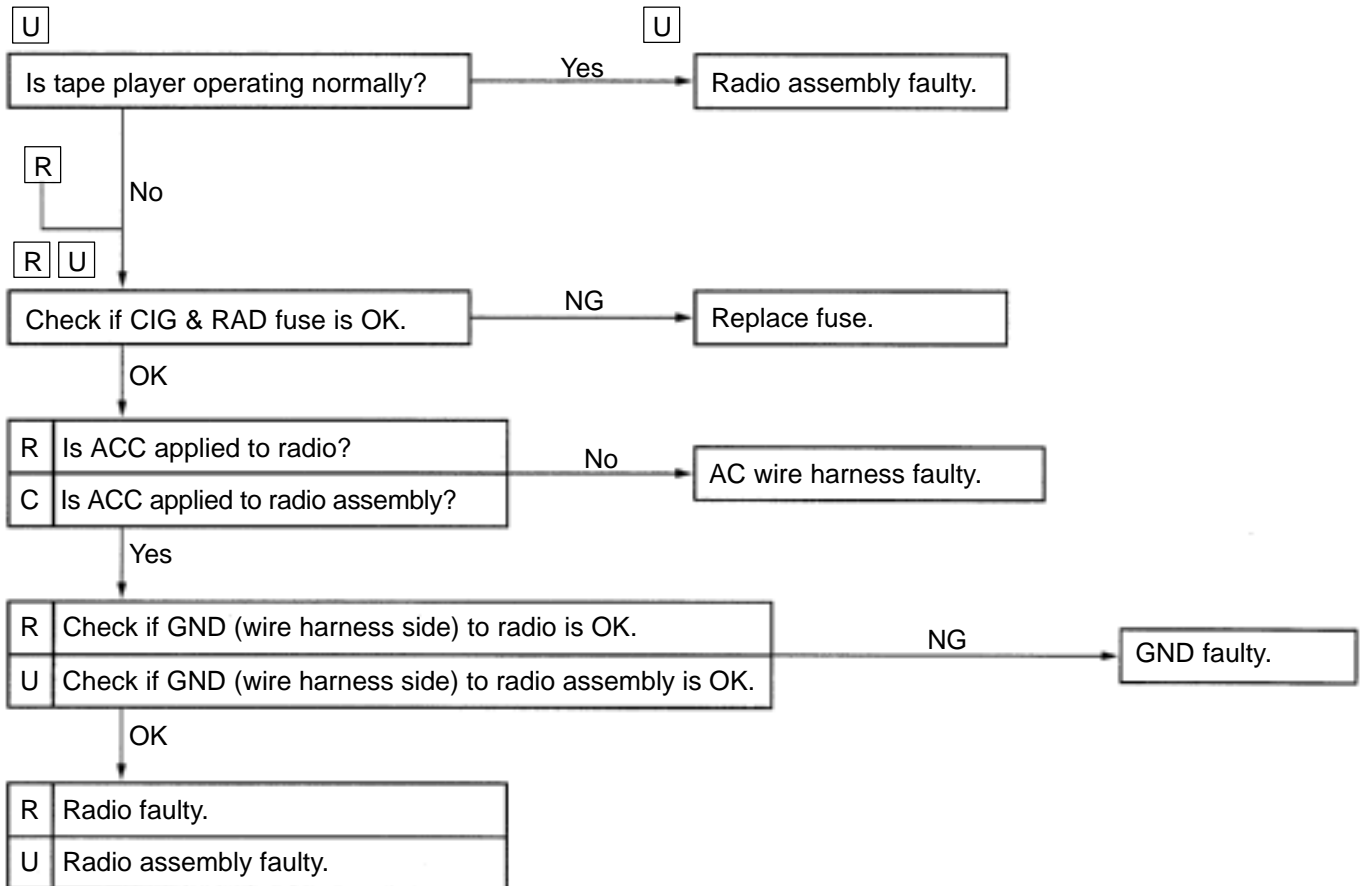 U
U
Is tape player operating normally?
Yes
Radio assembly faulty.
R
No
R U
Check if CIG & RAD fuse is OK.
NG
Replace fuse.
OK
R Is ACC applied to radio?
C Is ACC applied to radio assembly?
No
AC wire harness faulty.
Yes
R Check if GND (wire harness side) to radio is OK.
U Check if GND (wire harness side) to radio assembly is OK.
NG
GND faulty.
OK
R Radio faulty.
U Radio assembly faulty.